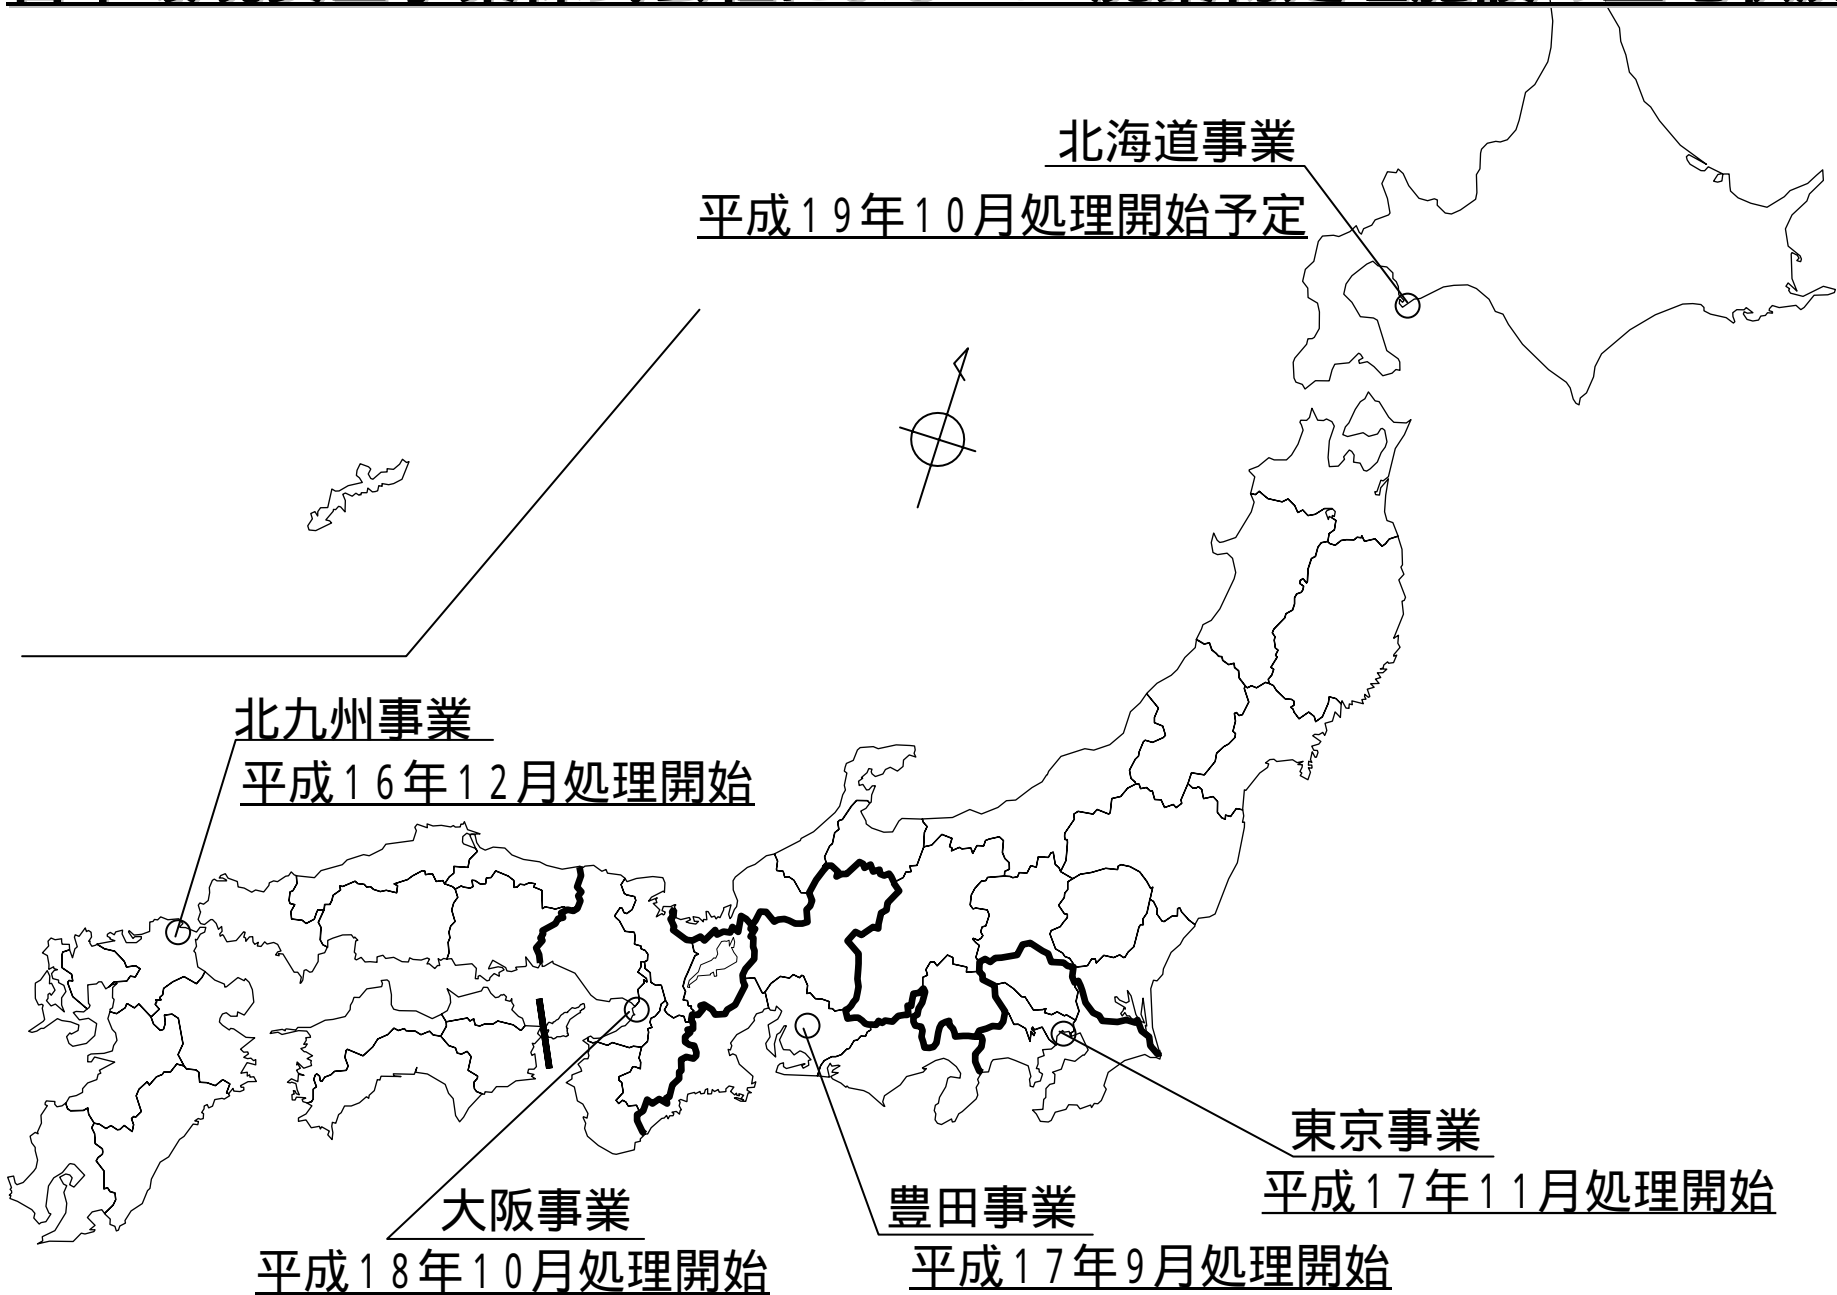 北海道事業
平成19年10月処理開始予定
北九州事業
平成16年12月処理開始
東京事業
平成17年11月処理開始
大阪事業
平成18年10月処理開始
豊田事業
平成17年9月処理開始